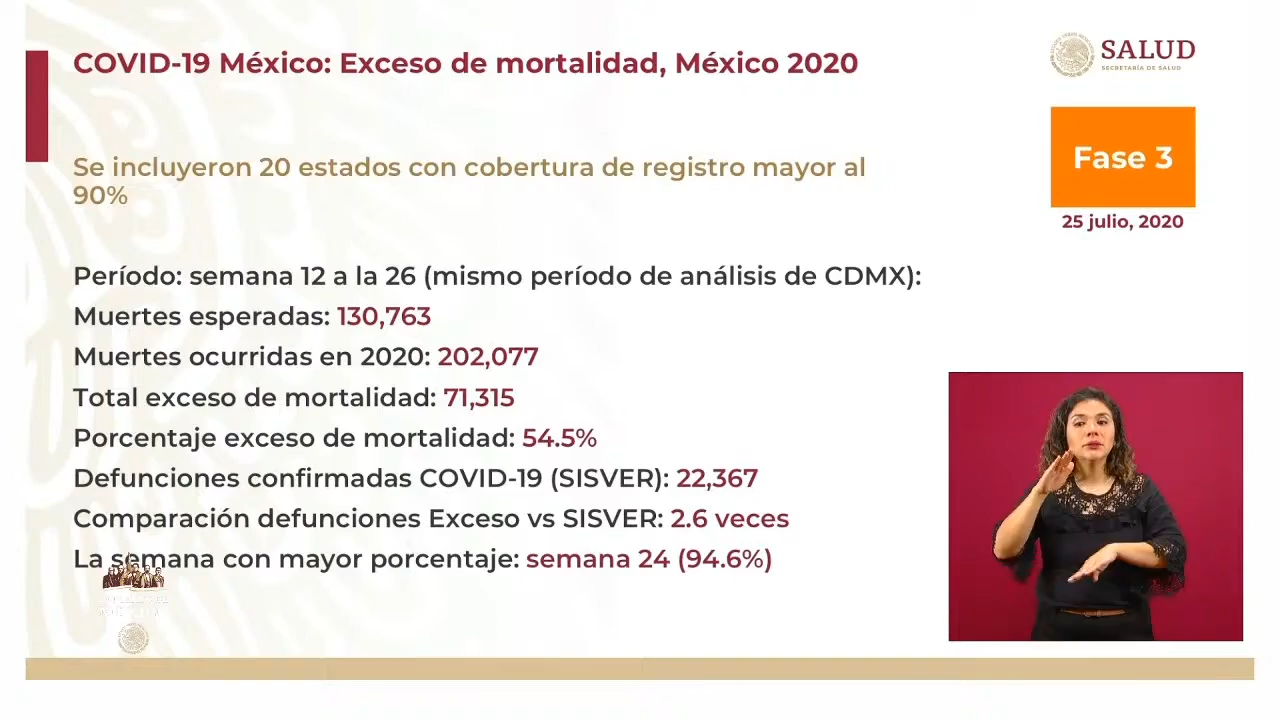 COVID-19 México: Exceso de mortalidad, México 2020
SALUD
SECRETARÍA DE SALUD
Fase 3
25 julio, 2020
Se incluyeron 20 estados con cobertura de registro mayor al
90%
Período: semana 12 a la 26 (mismo período de análisis de CDMX):
Muertes esperadas: 130,763
Muertes ocurridas en 2020: 202,077
Total exceso de mortalidad: 71,315
Porcentaje exceso de mortalidad: 54.5%
Defunciones confirmadas COVID-19 (SISVER): 22,367
Comparación defunciones Exceso vs SISVER: 2.6 veces
La semana con mayor porcentaje: semana 24 (94.6%)